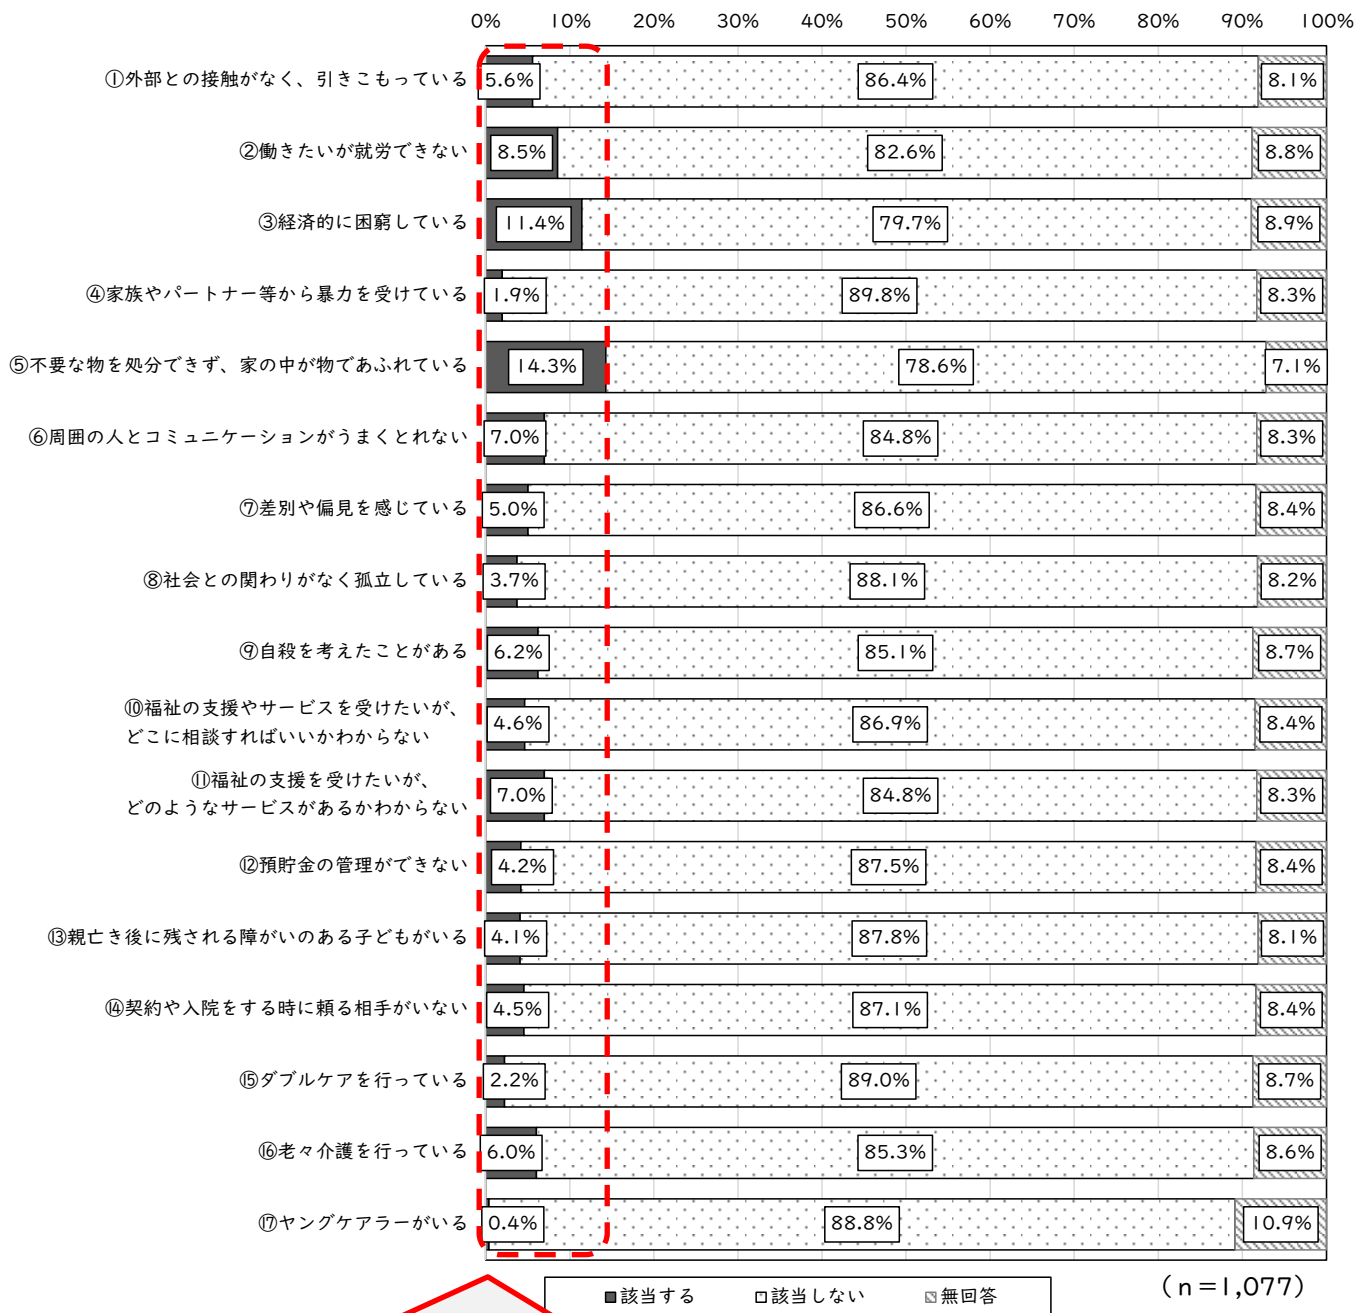 0% 10% 20% 30% 40% 50% 60% 70% 80% 90% 100%
①外部との接触がなく、引きこもっている 5.6% 86.4% 8.1%
②働きたいが就労できない 8.5% 82.6% 8.8%
③経済的に困窮している 11.4% 79.7% 8.9%
④家族やパートナー等から暴力を受けている 1.9% 89.8% 8.3%
⑤不要な物を処分できず、家の中が物であふれている 14.3% 78.6% 7.1%
⑥周囲の人とコミュニケーションがうまくとれない 7.0% 84.8% 8.3%
⑦差別や偏見を感じている 5.0% 86.6% 8.4%
⑧社会との関わりがなく孤立している 3.7% 88.1% 8.2%
⑨自殺を考えたことがある 6.2% 85.1% 8.7%
⑩福祉の支援やサービスを受けたいが、
どこに相談すればいいかわからない 4.6% 86.9% 8.4%
⑪福祉の支援を受けたいが、
どのようなサービスがあるかわからない 7.0% 84.8% 8.3%
⑫預貯金の管理ができない 4.2% 87.5% 8.4%
⑬親亡き後に残される障がいのある子どもがいる 4.1% 87.8% 8.1%
⑭契約や入院をする時に頼る相手がいない 4.5% 87.1% 8.4%
⑮ダブルケアを行っている 2.2% 89.0% 8.7%
⑯老々介護を行っている 6.0% 85.3% 8.6%
⑰ヤングケアラーがいる 0.4% 88.8% 10.9%
該当する 該当しない 無回答 (n=1,077)